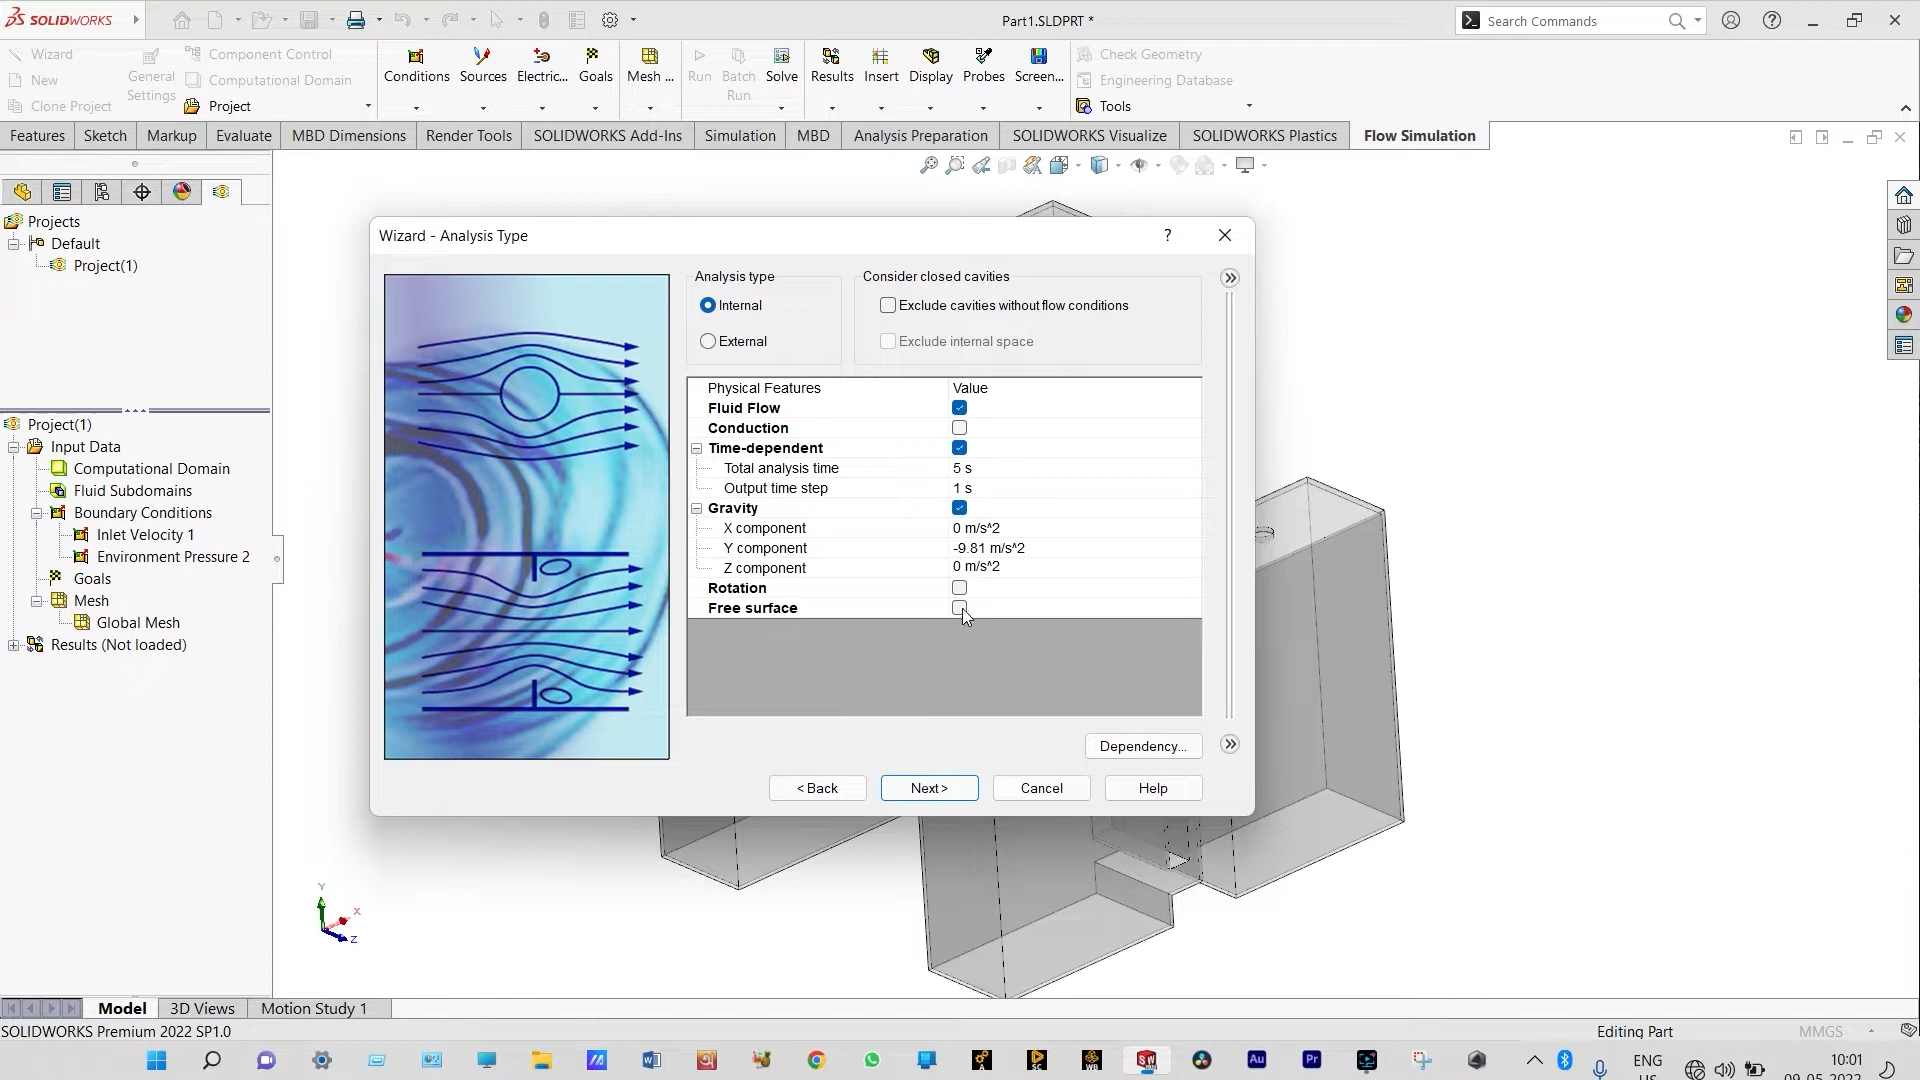 SOLIDWORKS
Part1.SLDPRT *
Search Commands
Wizard
New
Clone Project
General Settings
Component Control
Computational Domain
Project
Conditions
Sources
Electric...
Goals
Mesh ...
Run
Batch Run
Solve
Results
Insert
Display
Probes
Screen...
Check Geometry
Engineering Database
Tools
Features
Sketch
Markup
Evaluate
MBD Dimensions
Render Tools
SOLIDWORKS Add-Ins
Simulation
MBD
Analysis Preparation
SOLIDWORKS Visualize
SOLIDWORKS Plastics
Flow Simulation
Projects
Default
Project(1)
Project(1)
Input Data
Computational Domain
Fluid Subdomains
Boundary Conditions
Inlet Velocity 1
Environment Pressure 2
Goals
Mesh
Global Mesh
Results (Not loaded)
Wizard - Analysis Type
?
Analysis type
Internal
External
Consider closed cavities
Exclude cavities without flow conditions
Exclude internal space
Physical Features Value
Fluid Flow
Conduction
Time-dependent
Total analysis time 5 s
Output time step 1 s
Gravity
X component 0 m/s^2
Y component -9.81 m/s^2
Z component 0 m/s^2
Rotation
Free surface
Dependency...
< Back
Next >
Cancel
Help
Y
X
Z
Model
3D Views
Motion Study 1
SOLIDWORKS Premium 2022 SP1.0
Editing Part
MMGS
ENG
US
10:01
09-05-2022